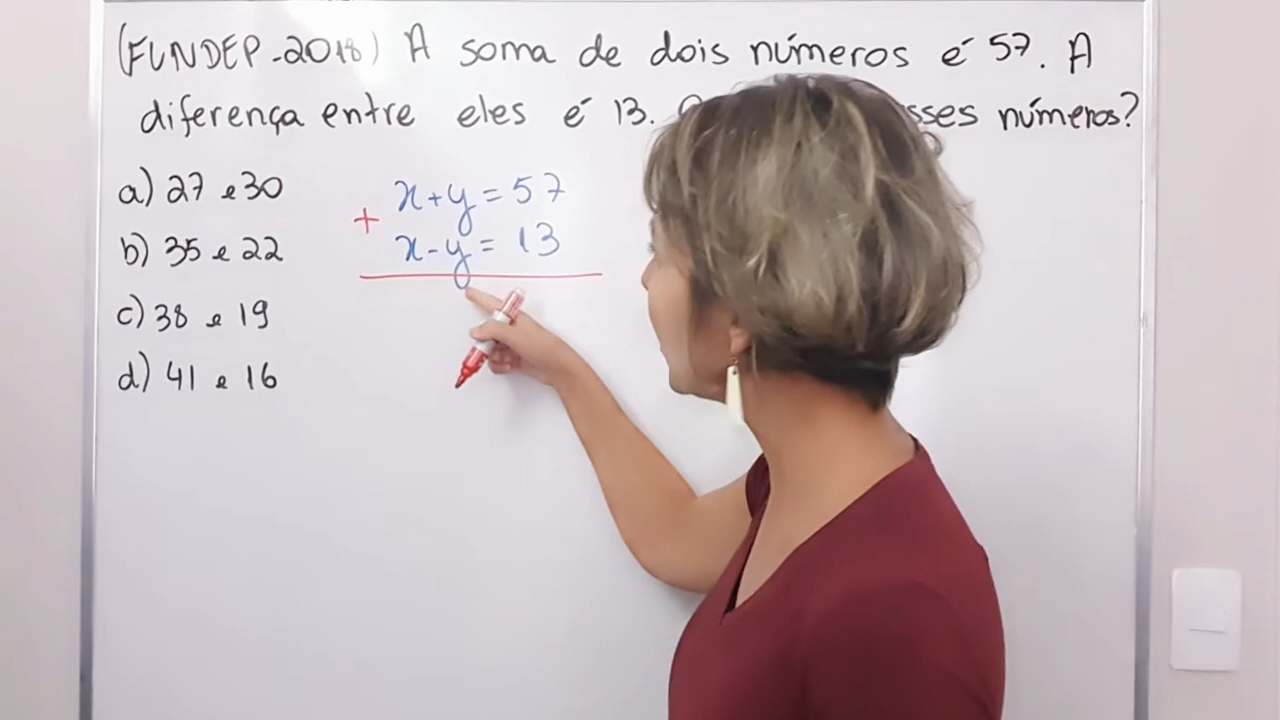 (FUNDEP-2018) A soma de dois números é 57. A
diferença entre eles é 13. números?
a) 27 e 30
b) 35 e 22
c) 38 e 19
d) 41 e 16
x+y=57
+
x-y=13